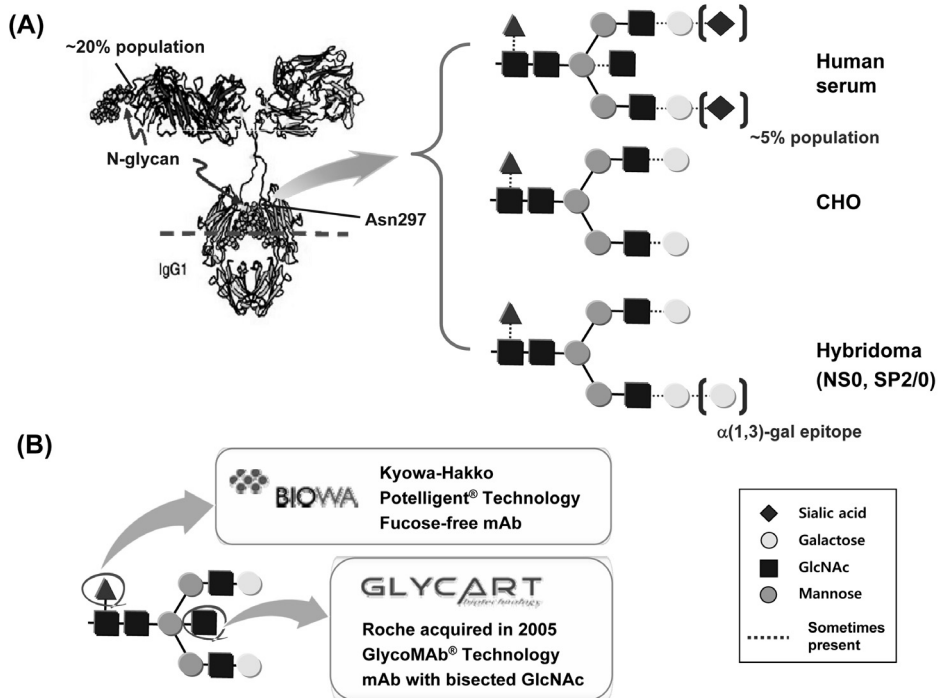 (A)
~20% population
N-glycan
Asn297
IgG1
Human
serum
~5% population
CHO
Hybridoma
(NS0, SP2/0)
α(1,3)-gal epitope
(B)
BIOWA
Kyowa-Hakko
Potelligent® Technology
Fucose-free mAb
GLYCART
biotechnology
Roche acquired in 2005
GlycoMAb® Technology
mAb with bisected GlcNAc
Sialic acid
Galactose
GlcNAc
Mannose
Sometimes
present